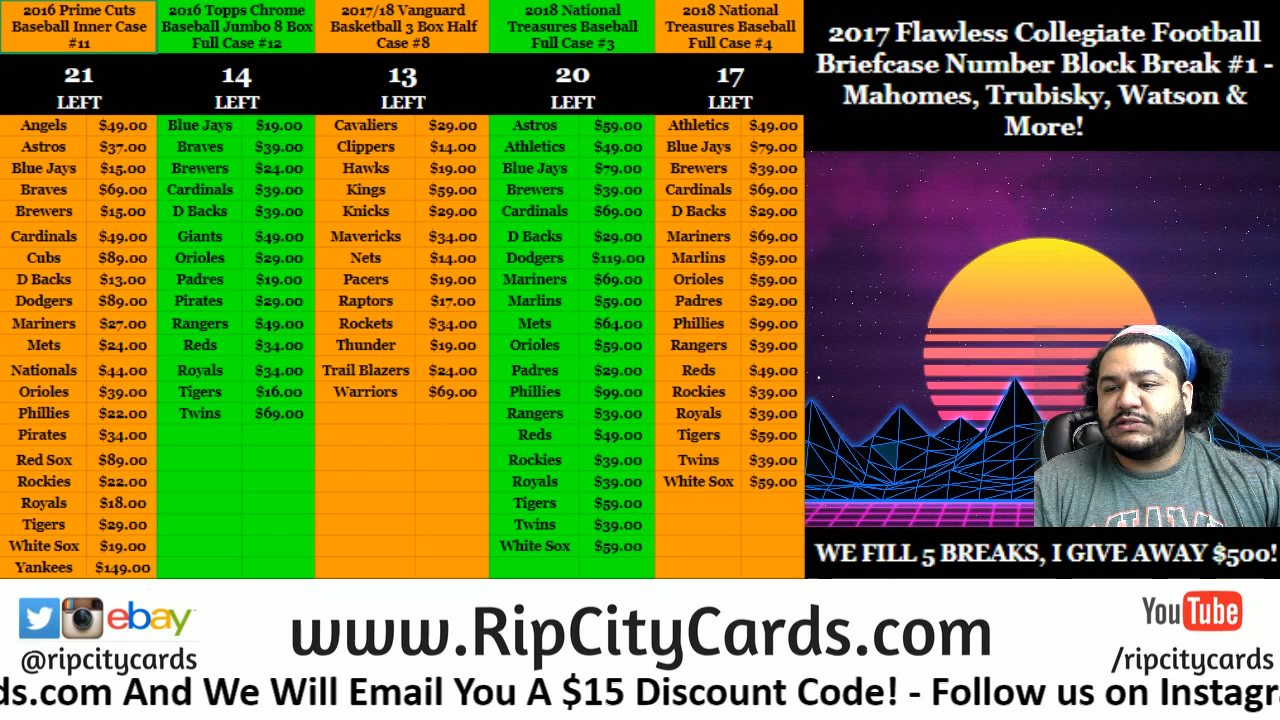 2016 Prime Cuts
Baseball Inner Case
#11
21
LEFT
Angels $49.00
Astros $37.00
Blue Jays $15.00
Braves $69.00
Brewers $15.00
Cardinals $49.00
Cubs $89.00
D Backs $13.00
Dodgers $89.00
Mariners $27.00
Mets $24.00
Nationals $44.00
Orioles $39.00
Phillies $22.00
Pirates $34.00
Red Sox $89.00
Rockies $22.00
Royals $18.00
Tigers $29.00
White Sox $19.00
Yankees $149.00
2016 Topps Chrome
Baseball Jumbo 8 Box
Full Case #12
14
LEFT
Blue Jays $19.00
Braves $39.00
Brewers $24.00
Cardinals $39.00
D Backs $39.00
Giants $49.00
Orioles $29.00
Padres $19.00
Pirates $29.00
Rangers $49.00
Reds $34.00
Royals $34.00
Tigers $16.00
Twins $69.00
2017/18 Vanguard
Basketball 3 Box Half
Case #8
13
LEFT
Cavaliers $29.00
Clippers $14.00
Hawks $19.00
Kings $59.00
Knicks $29.00
Mavericks $34.00
Nets $14.00
Pacers $19.00
Raptors $17.00
Rockets $34.00
Thunder $19.00
Trail Blazers $24.00
Warriors $69.00
2018 National
Treasures Baseball
Full Case #3
20
LEFT
Astros $59.00
Athletics $49.00
Blue Jays $79.00
Brewers $39.00
Cardinals $69.00
D Backs $29.00
Dodgers $119.00
Mariners $69.00
Marlins $59.00
Mets $64.00
Orioles $59.00
Padres $29.00
Phillies $99.00
Rangers $39.00
Reds $49.00
Rockies $39.00
Royals $39.00
Tigers $59.00
Twins $39.00
White Sox $59.00
2018 National
Treasures Baseball
Full Case #4
17
LEFT
Athletics $49.00
Blue Jays $79.00
Brewers $39.00
Cardinals $69.00
D Backs $29.00
Mariners $69.00
Marlins $59.00
Orioles $59.00
Padres $29.00
Phillies $99.00
Rangers $39.00
Reds $49.00
Rockies $39.00
Royals $39.00
Tigers $59.00
Twins $39.00
White Sox $59.00
2017 Flawless Collegiate Football
Briefcase Number Block Break #1 -
Mahomes, Trubisky, Watson &
More!
WE FILL 5 BREAKS, I GIVE AWAY $500!
ebay
@ripcitycards
www.RipCityCards.com
YouTube
/ripcitycards
ds.com And We Will Email You A $15 Discount Code! - Follow us on Instagra